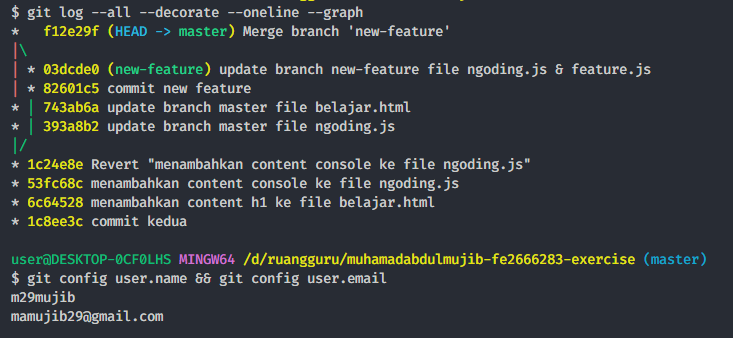 $ git log --all --decorate --oneline --graph
*   f12e29f (HEAD -> master) Merge branch 'new-feature'
|\
| * 03dcde0 (new-feature) update branch new-feature file ngoding.js & feature.js
| * 82601c5 commit new feature
* | 743ab6a update branch master file belajar.html
* | 393a8b2 update branch master file ngoding.js
|/
* 1c24e8e Revert "menambahkan content console ke file ngoding.js"
* 53fc68c menambahkan content console ke file ngoding.js
* 6c64528 menambahkan content h1 ke file belajar.html
* 1c8ee3c commit kedua
user@DESKTOP-0CF0LHS MINGW64 /d/ruangguru/muhamadabdulmujib-fe2666283-exercise (master)
$ git config user.name && git config user.email
m29mujib
mamujib29@gmail.com